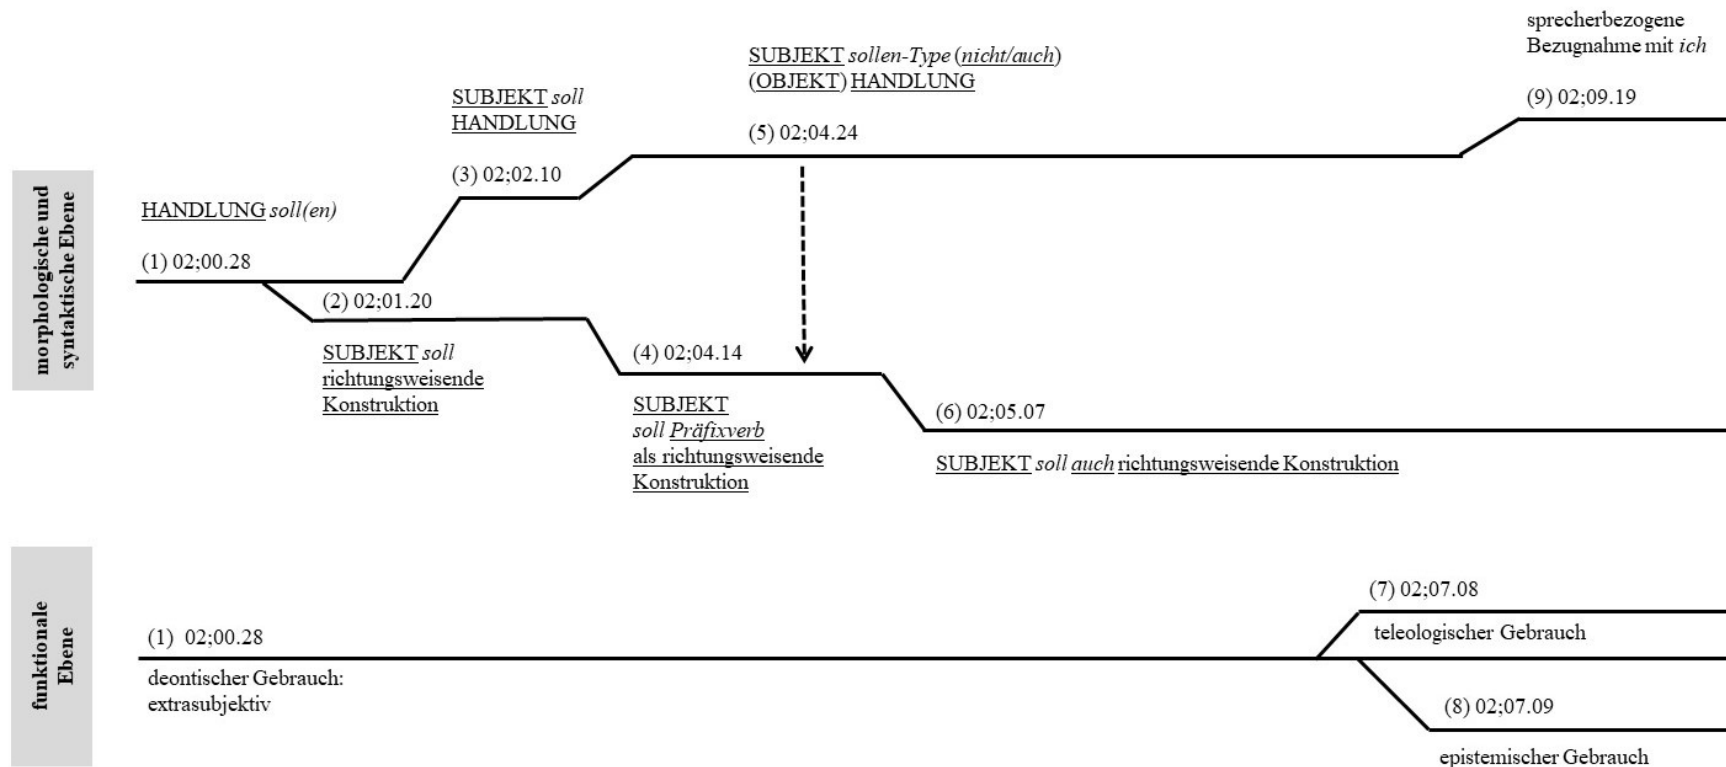 sprecherbezogene
Bezugnahme mit ich
(9) 02;09.19
SUBJEKT sollen-Type (nicht/auch)
(OBJEKT) HANDLUNG
(5) 02;04.24
SUBJEKT soll
HANDLUNG
(3) 02;02.10
morphologische und
syntaktische Ebene
HANDLUNG soll(en)
(1) 02;00.28
(2) 02;01.20
SUBJEKT soll
richtungsweisende
Konstruktion
(4) 02;04.14
SUBJEKT
soll Präfixverb
als richtungsweisende
Konstruktion
(6) 02;05.07
SUBJEKT soll auch richtungsweisende Konstruktion
funktionale
Ebene
(1) 02;00.28
deontischer Gebrauch:
extrasubjektiv
(7) 02;07.08
teleologischer Gebrauch
(8) 02;07.09
epistemischer Gebrauch